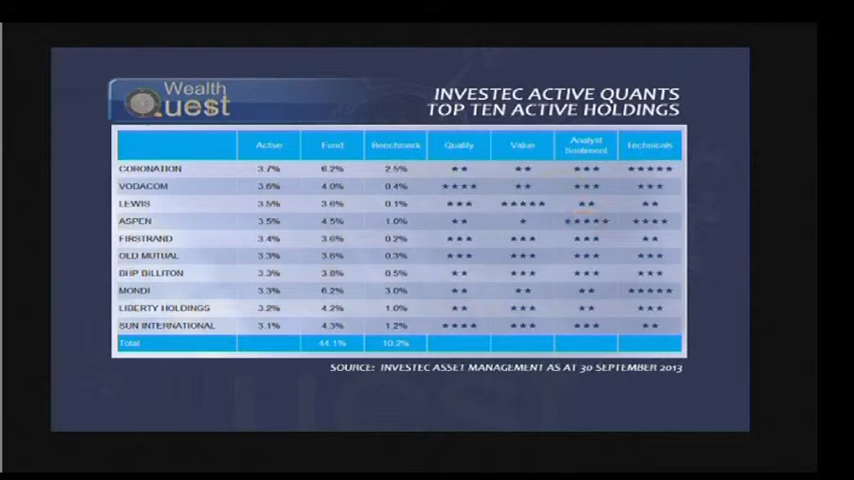 Wealth
Quest
INVESTEC ACTIVE QUANTS
TOP TEN ACTIVE HOLDINGS
Active Fund Benchmark Quality Value Analyst Sentiment Technicals
CORONATION 3.7% 6.2% 2.5% ★★ ★★ ★★★ ★★★★★
VODACOM 3.6% 4.0% 0.4% ★★★★ ★★ ★★★ ★★★
LEWIS 3.5% 3.6% 0.1% ★★★ ★★★★★ ★★ ★★
ASPEN 3.5% 4.5% 1.0% ★★ ★ ★★★★★ ★★★★
FIRSTRAND 3.4% 3.6% 0.2% ★★★ ★★★ ★★★ ★★
OLD MUTUAL 3.3% 3.6% 0.3% ★★★ ★★★ ★★★ ★★★
BHP BILLITON 3.3% 3.8% 0.5% ★★ ★★★ ★★★ ★★★
MONDI 3.3% 6.2% 3.0% ★★ ★★ ★★ ★★★★★
LIBERTY HOLDINGS 3.2% 4.2% 1.0% ★★ ★★★ ★★ ★★★
SUN INTERNATIONAL 3.1% 4.3% 1.2% ★★★★ ★★★ ★★★ ★★
Total 44.1% 10.2%
SOURCE: INVESTEC ASSET MANAGEMENT AS AT 30 SEPTEMBER 2013